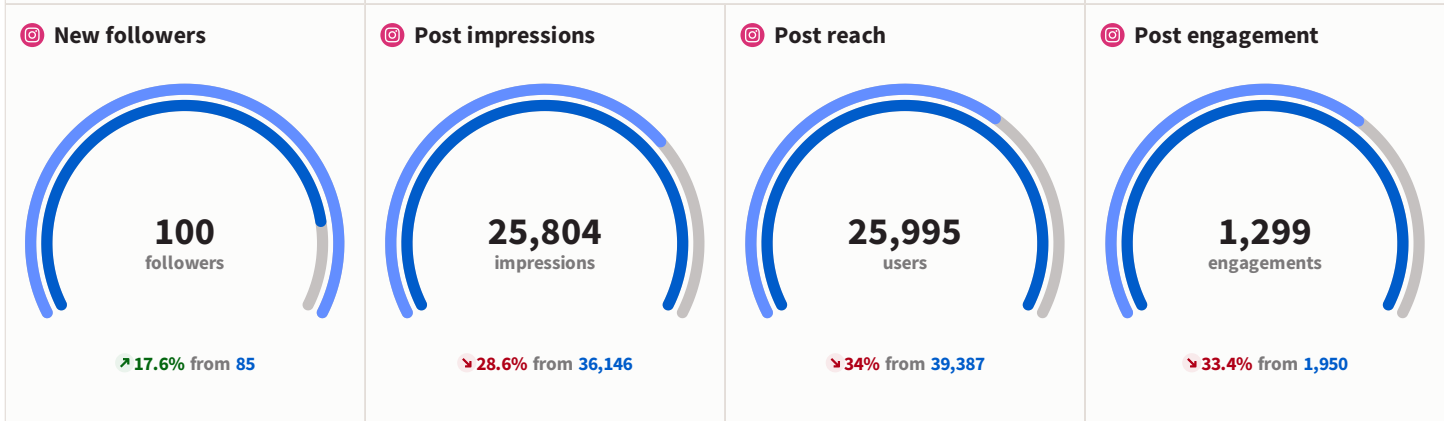 New followers
100
followers
17.6% from 85
Post impressions
25,804
impressions
28.6% from 36,146
Post reach
25,995
users
34% from 39,387
Post engagement
1,299
engagements
33.4% from 1,950